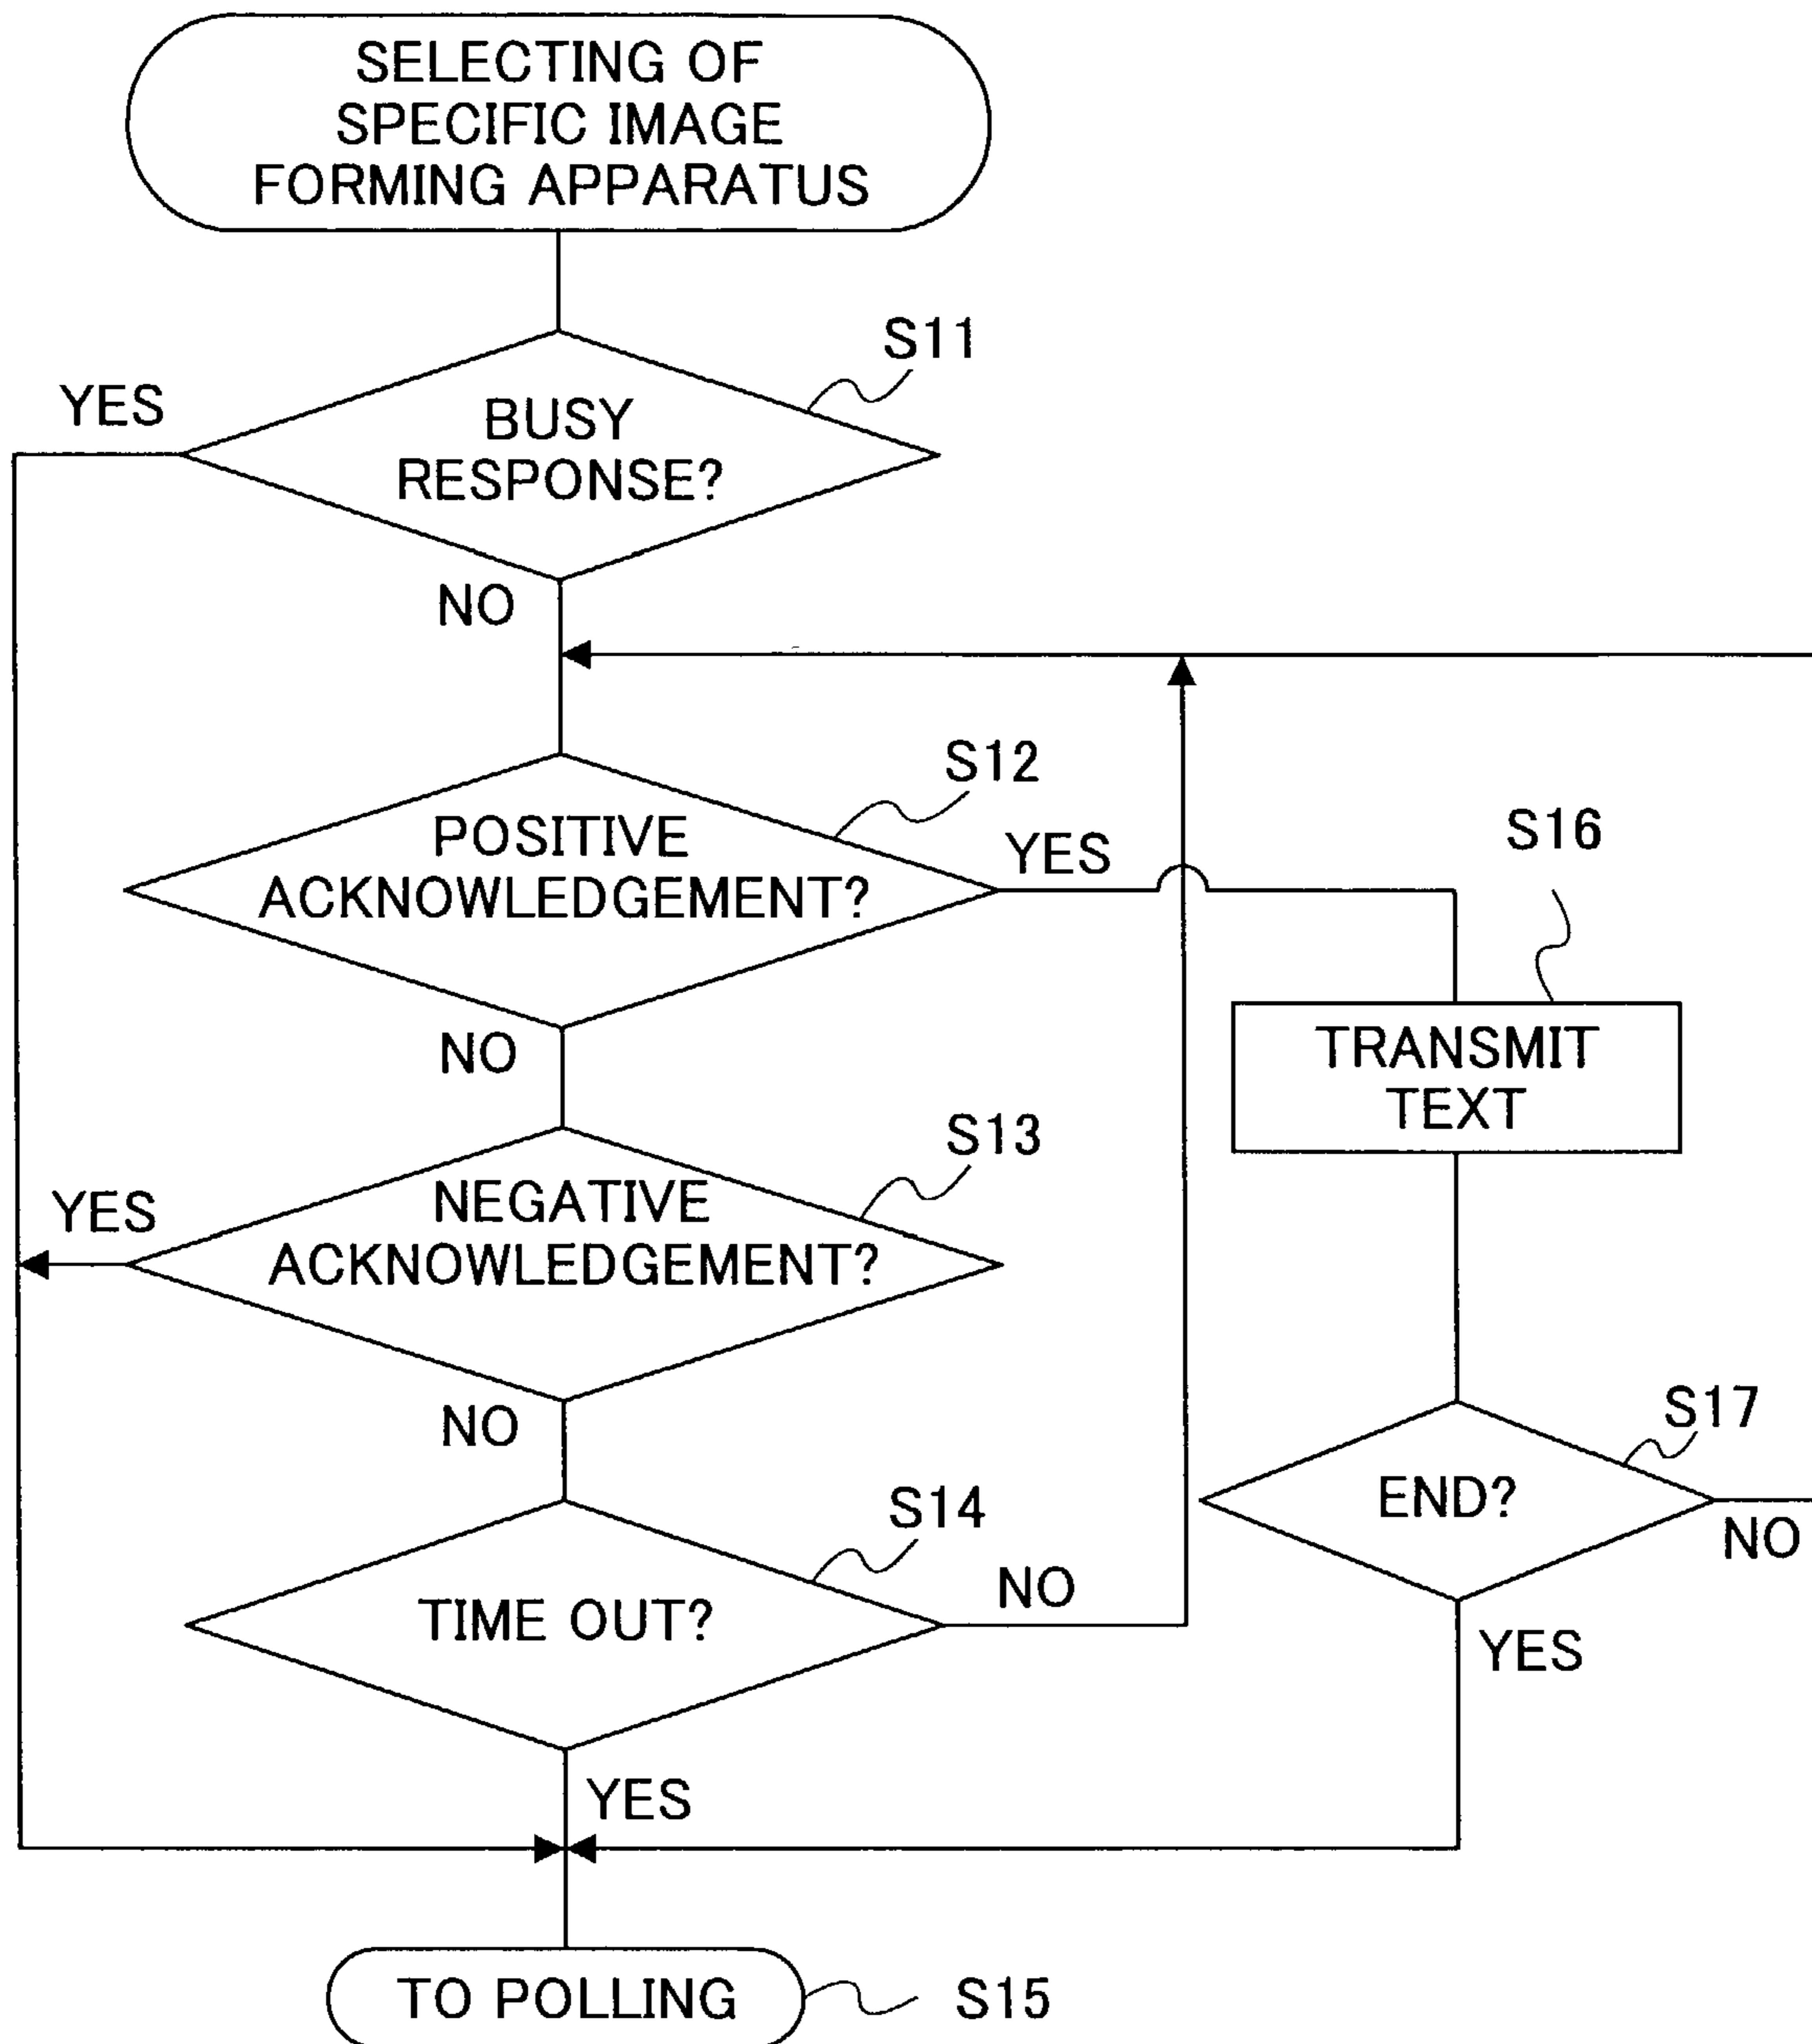 SELECTING OF
SPECIFIC IMAGE
FORMING APPARATUS
S11
YES
BUSY
RESPONSE?
NO
S12
POSITIVE
ACKNOWLEDGEMENT?
YES
S16
NO
TRANSMIT
TEXT
S13
YES
NEGATIVE
ACKNOWLEDGEMENT?
NO
S17
END?
NO
S14
TIME OUT?
NO
YES
YES
TO POLLING
S15